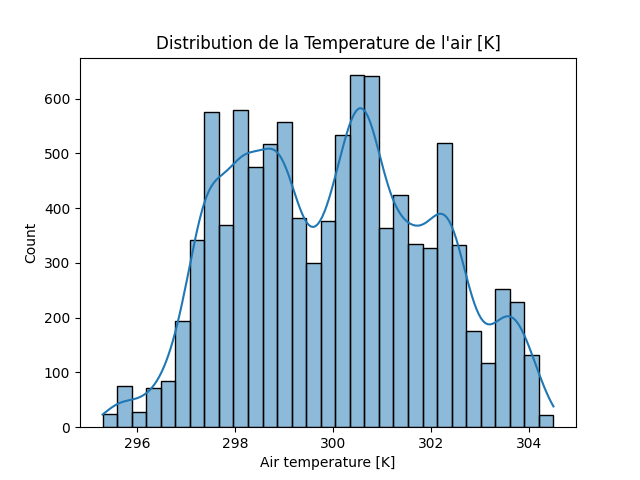 Distribution de la Temperature de l'air [K]
Count
600
500
400
300
200
100
0
296 298 300 302 304
Air temperature [K]